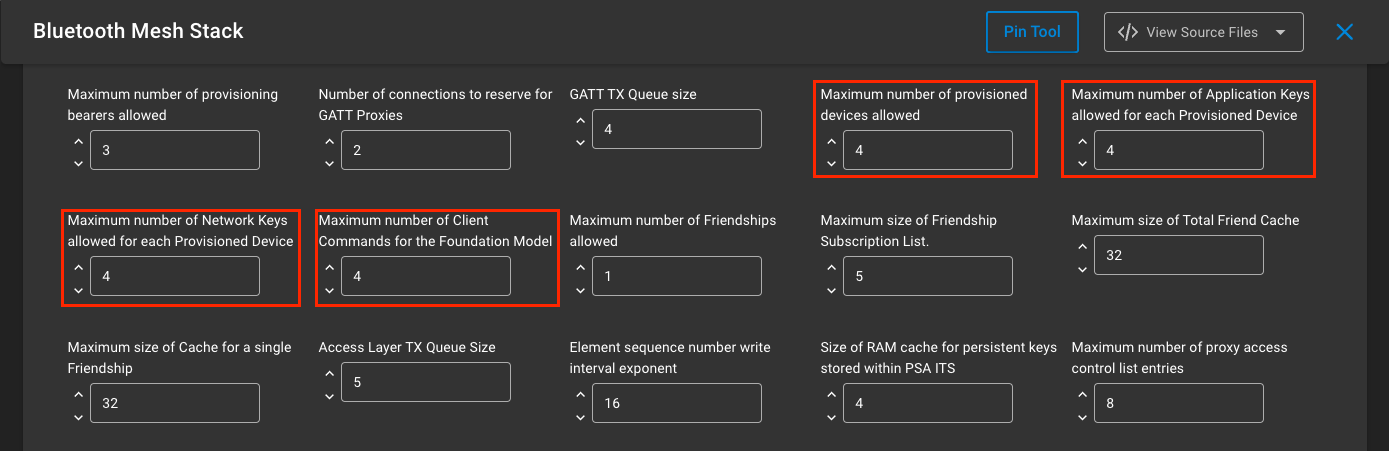 Bluetooth Mesh Stack
Pin Tool
</> View Source Files
Maximum number of provisioning
bearers allowed
3
Number of connections to reserve for
GATT Proxies
2
GATT TX Queue size
4
Maximum number of provisioned
devices allowed
4
Maximum number of Application Keys
allowed for each Provisioned Device
4
Maximum number of Network Keys
allowed for each Provisioned Device
4
Maximum number of Client
Commands for the Foundation Model
4
Maximum number of Friendships
allowed
1
Maximum size of Friendship
Subscription List.
5
Maximum size of Total Friend Cache
32
Maximum size of Cache for a single
Friendship
32
Access Layer TX Queue Size
5
Element sequence number write
interval exponent
16
Size of RAM cache for persistent keys
stored within PSA ITS
4
Maximum number of proxy access
control list entries
8